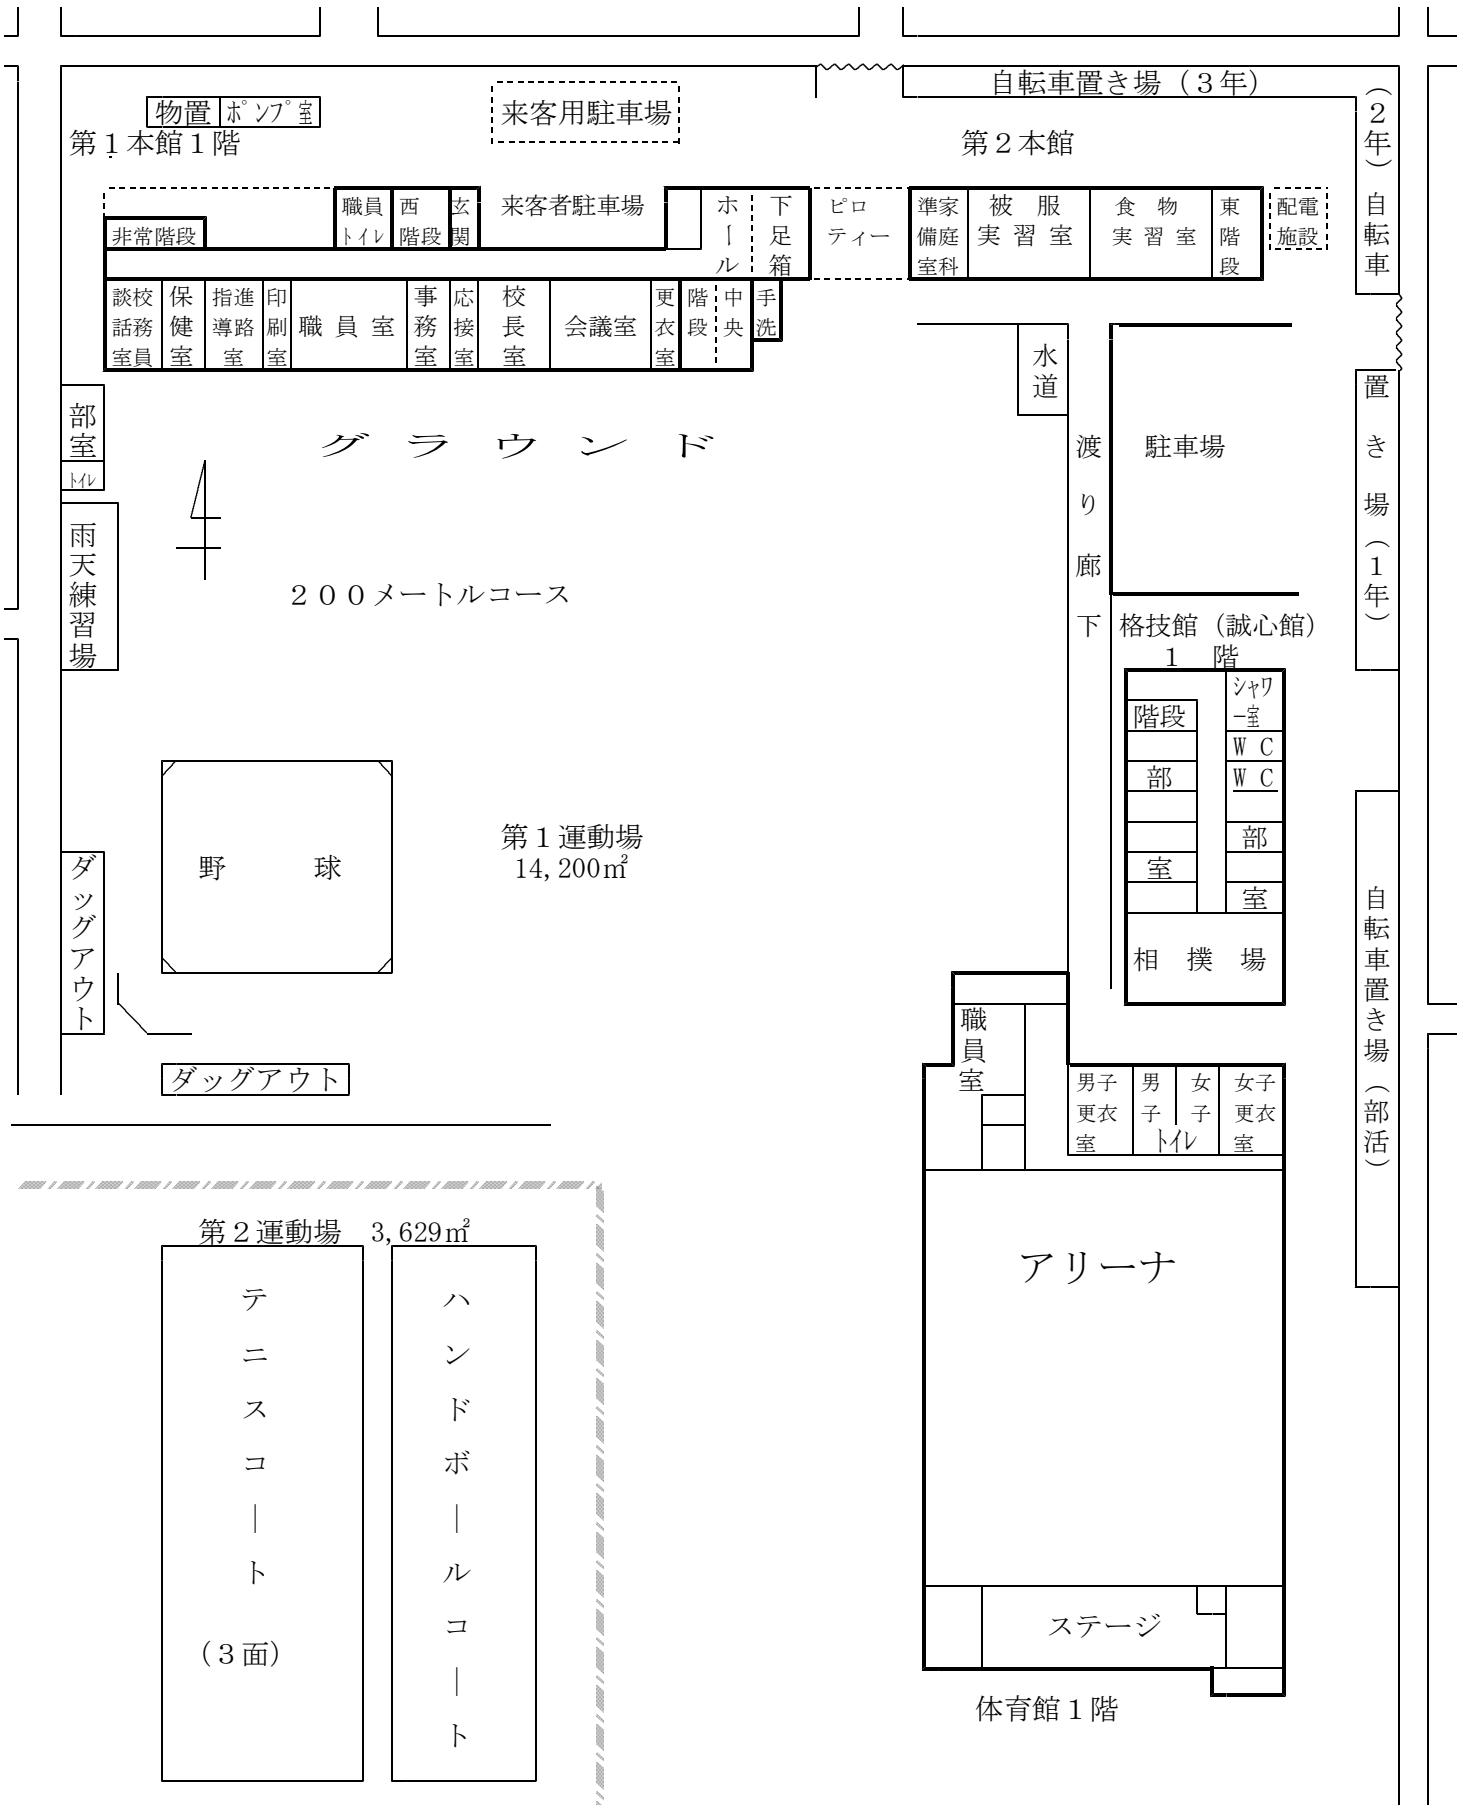 自転車置き場（３年）
（２年）自転車
物置
ポンプ室
来客用駐車場
第１本館１階
第２本館
職員
トイレ
西
階段
玄
関
来客者駐車場
ホール
下足箱
ピロ
ティー
準備室
家庭科
被服
実習室
食物
実習室
東階段
配電
施設
非常階段
校務員
談話室
保健室
進路
指導室
印刷室
職員室
事務室
応接室
校長室
会議室
更衣室
階段
中央
手洗
水道
置き場（１年）
部室
トイレ
グラウンド
渡り廊下
駐車場
雨天練習場
２００メートルコース
格技館（誠心館）
１階
シャワ
ー室
階段
ＷＣ
部
ＷＣ
部
室
室
相撲場
野球
第１運動場
14,200㎡
ダッグアウト
自転車置き場（部活）
職員室
ダッグアウト
男子
更衣
室
男子
女子
トイレ
女子
更衣
室
第２運動場　3,629㎡
テニスコート
（３面）
ハンドボールコート
アリーナ
ステージ
体育館１階